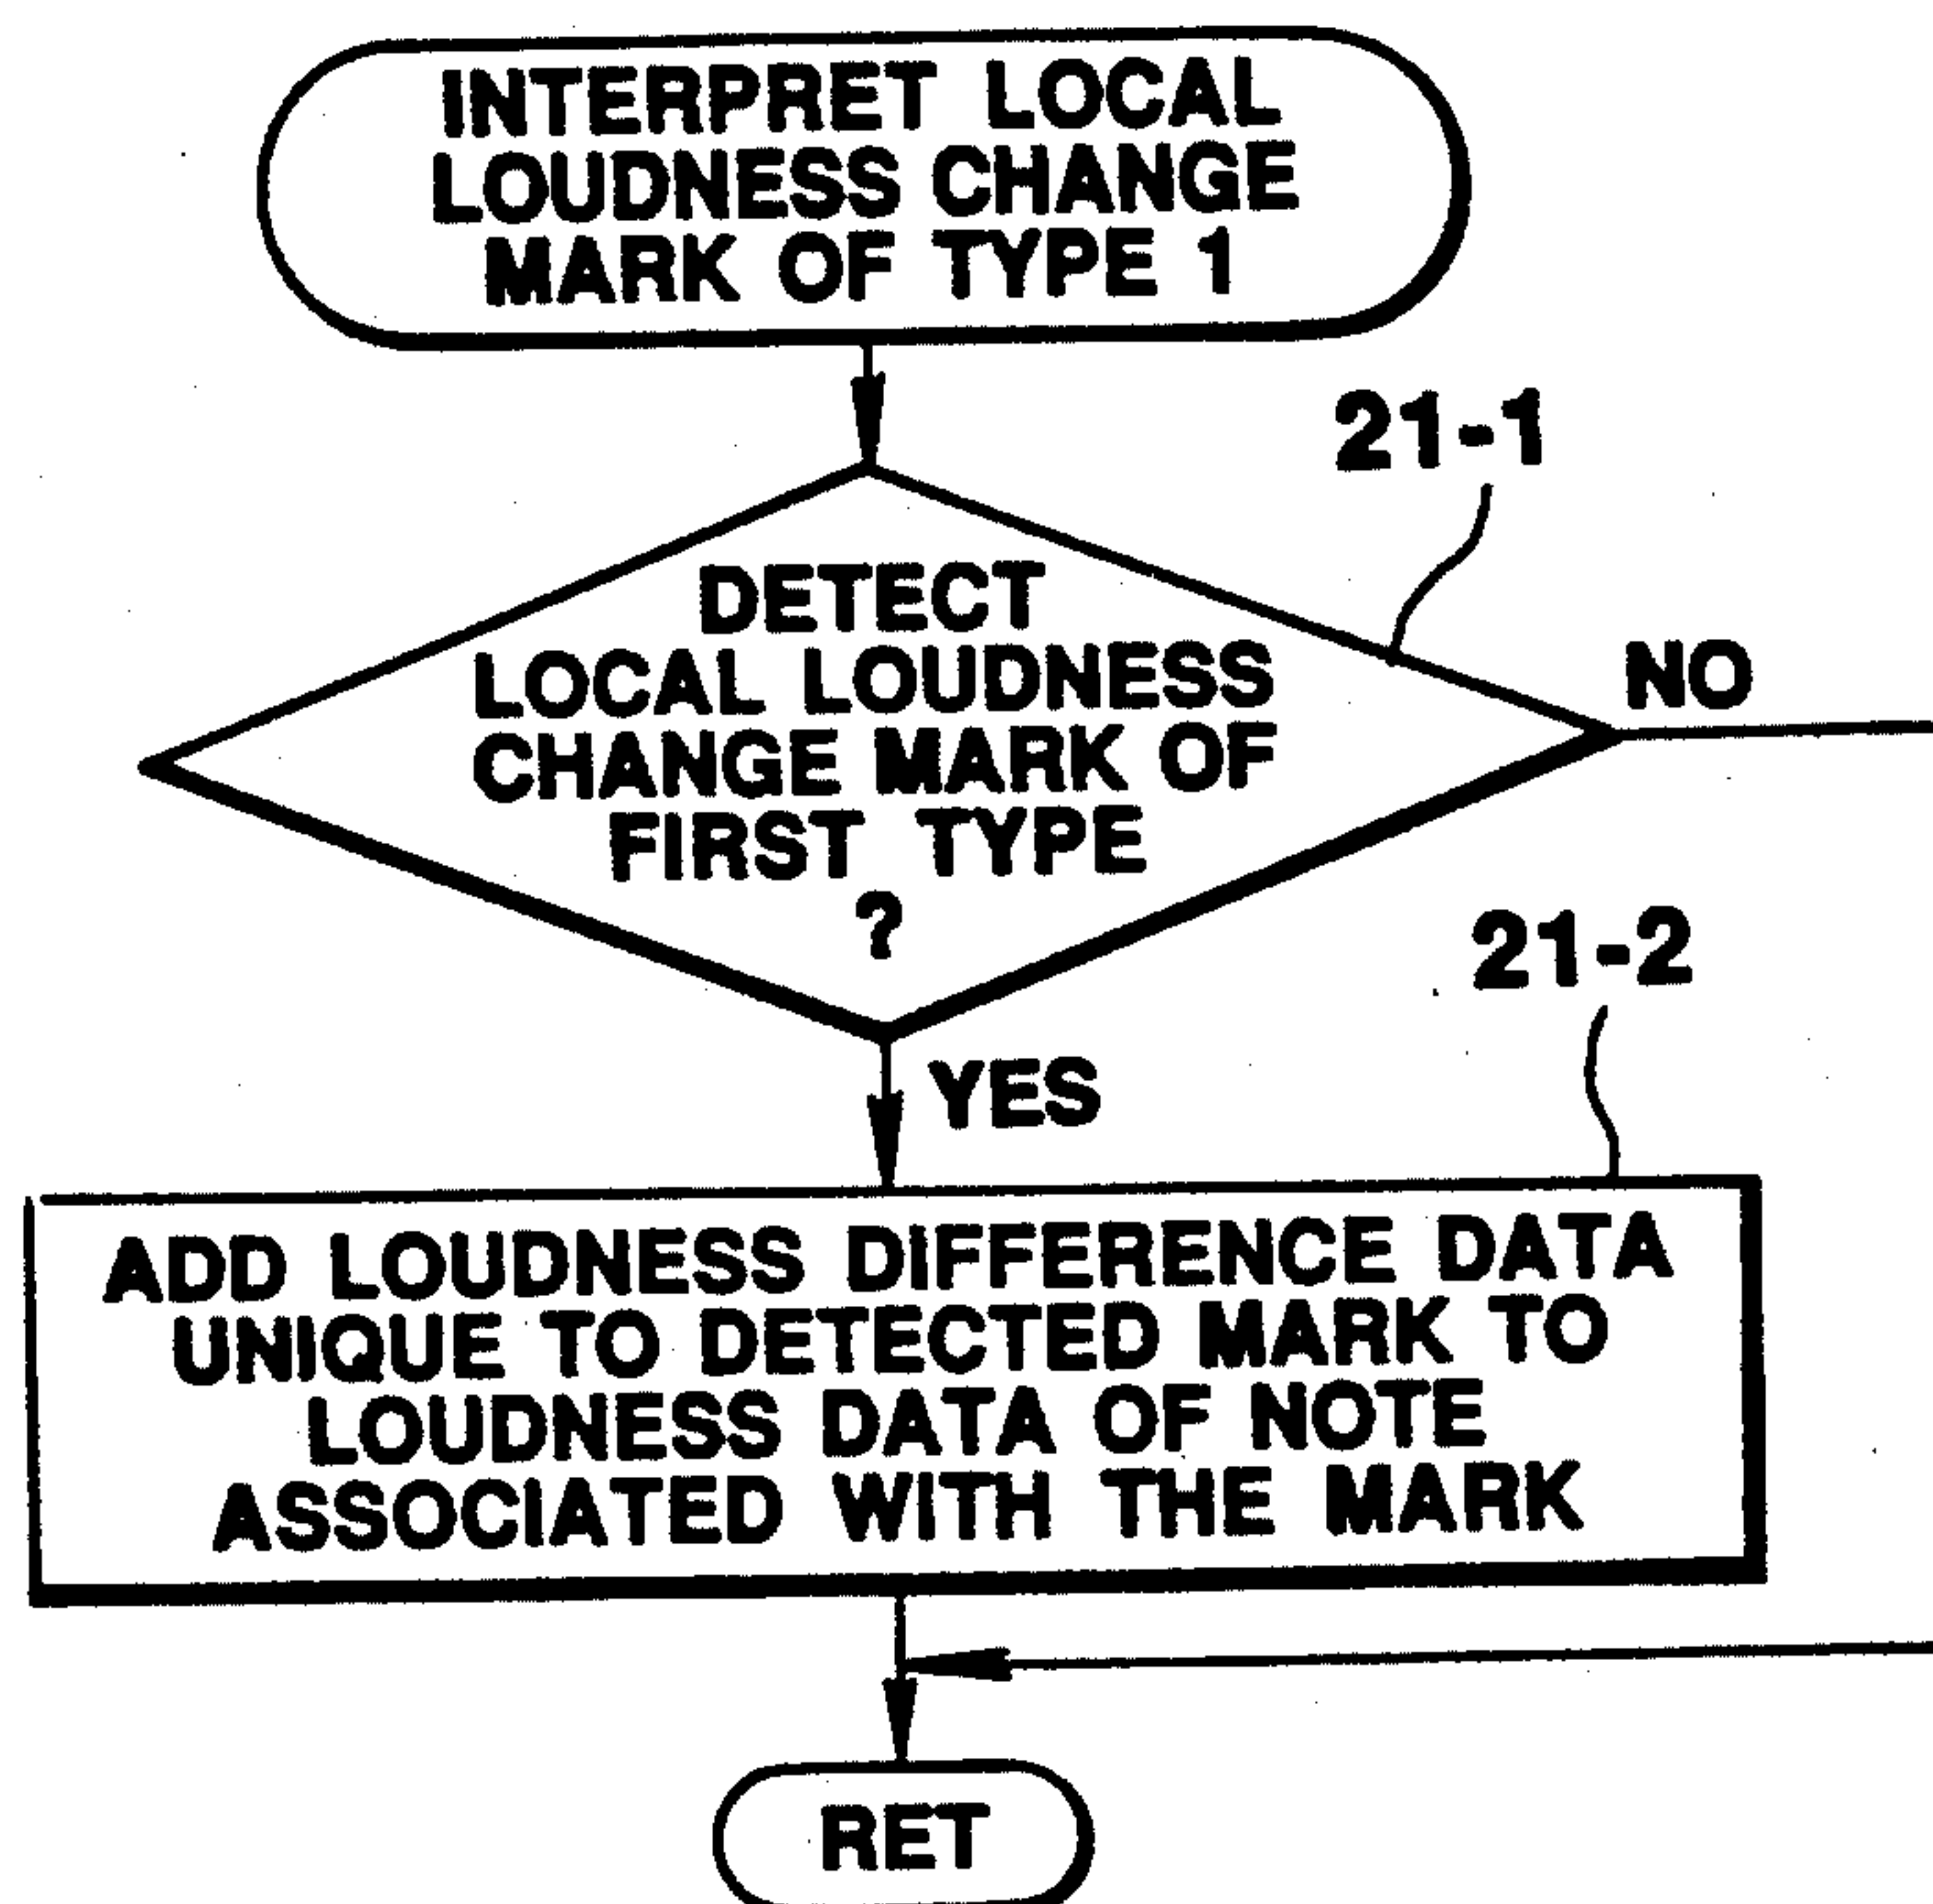 INTERPRET LOCAL
LOUDNESS CHANGE
MARK OF TYPE 1
21-1
DETECT
LOCAL LOUDNESS
CHANGE MARK OF
FIRST TYPE
?
NO
YES
21-2
ADD LOUDNESS DIFFERENCE DATA
UNIQUE TO DETECTED MARK TO
LOUDNESS DATA OF NOTE
ASSOCIATED WITH THE MARK
RET